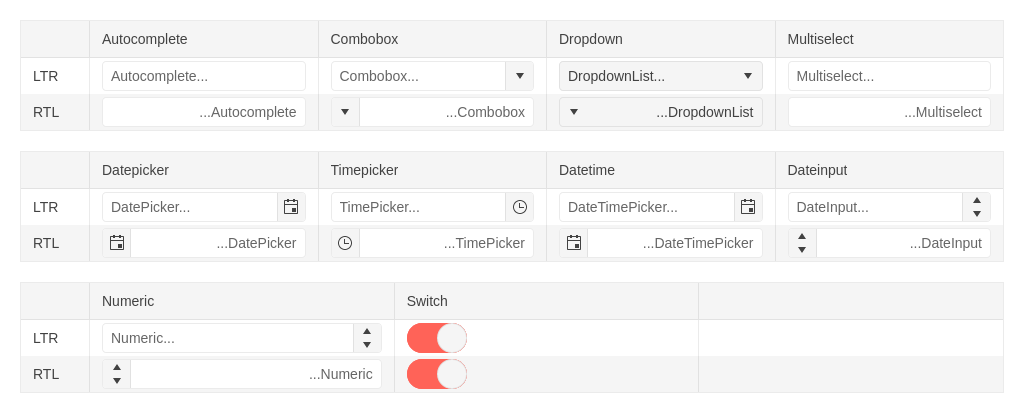 Autocomplete Combobox Dropdown Multiselect
LTR Autocomplete... Combobox... DropdownList... Multiselect...
RTL ...Autocomplete ...Combobox ...DropdownList ...Multiselect
Datepicker Timepicker Datetime Dateinput
LTR DatePicker... TimePicker... DateTimePicker... DateInput...
RTL ...DatePicker ...TimePicker ...DateTimePicker ...DateInput
Numeric Switch
LTR Numeric...
RTL ...Numeric